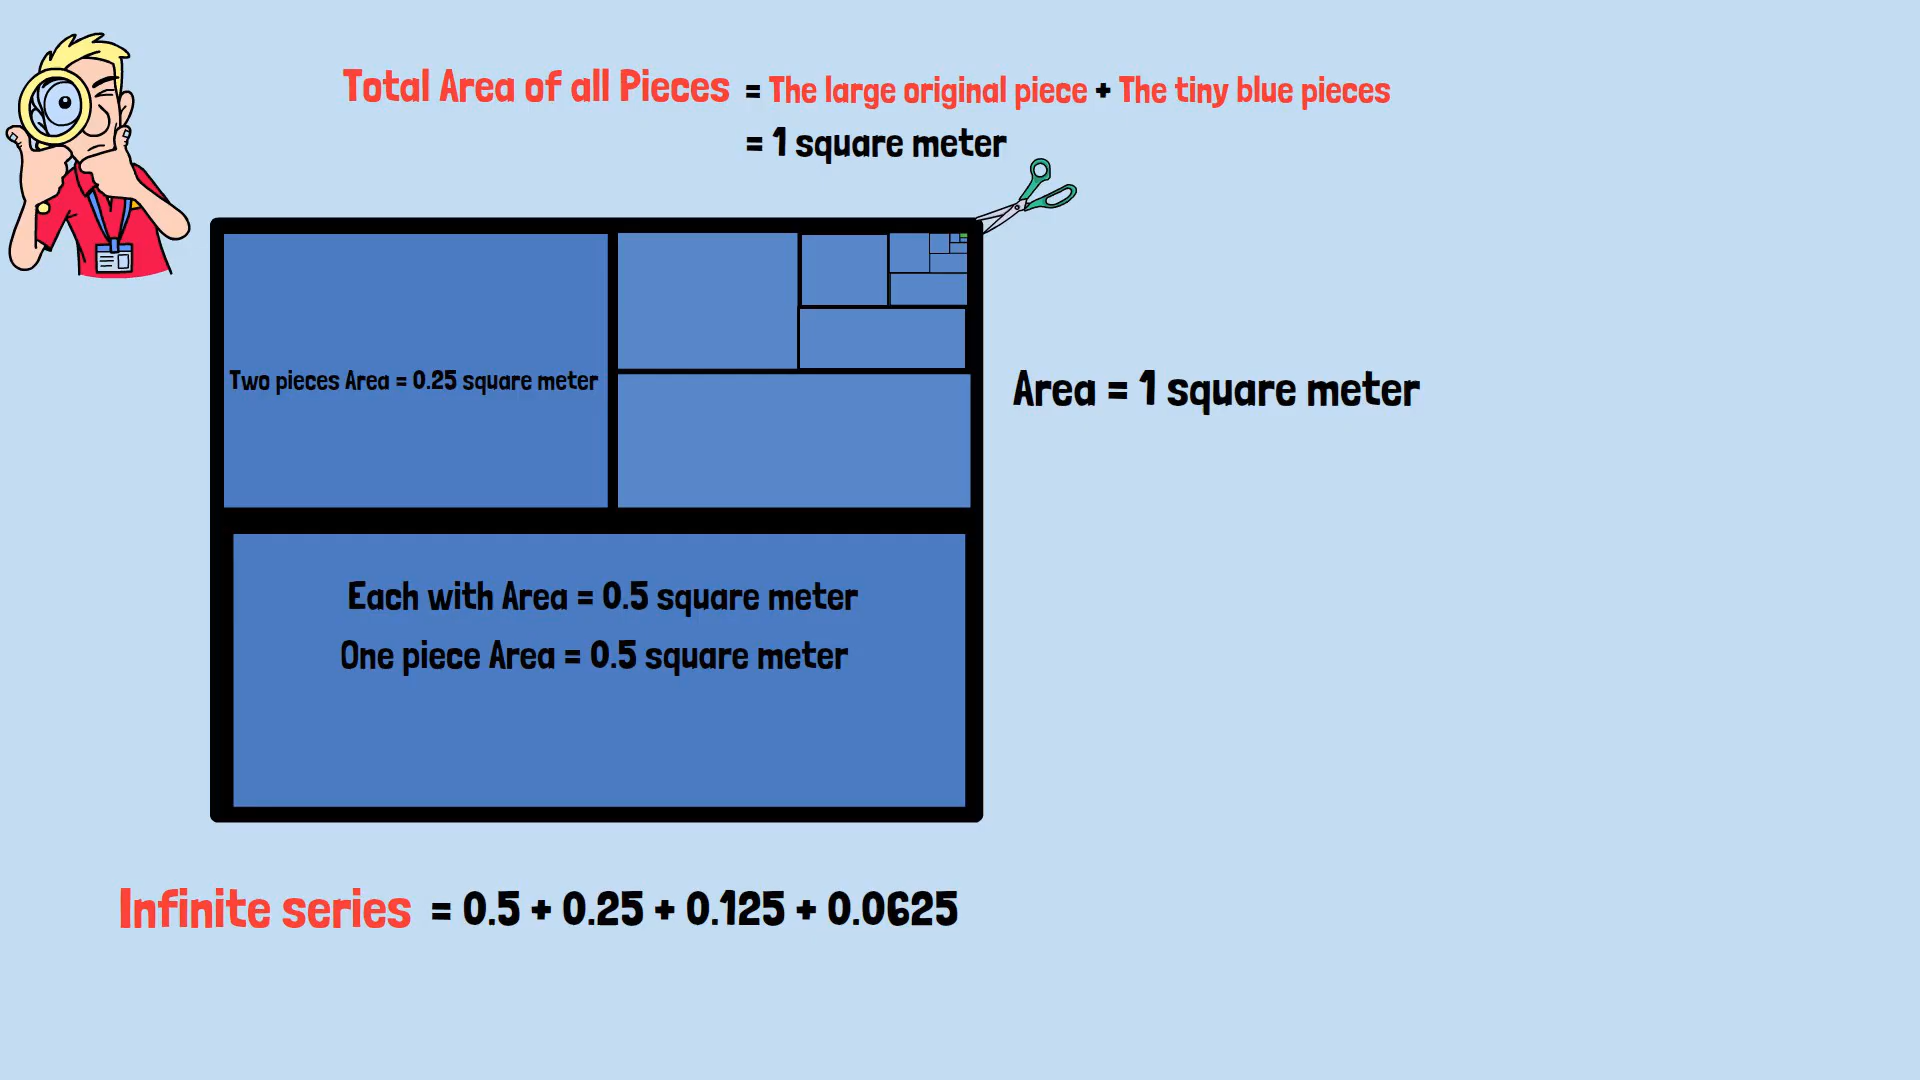 Total Area of all Pieces = The large original piece + The tiny blue pieces
= 1 square meter
Two pieces Area = 0.25 square meter
Area = 1 square meter
Each with Area = 0.5 square meter
One piece Area = 0.5 square meter
Infinite series = 0.5 + 0.25 + 0.125 + 0.0625